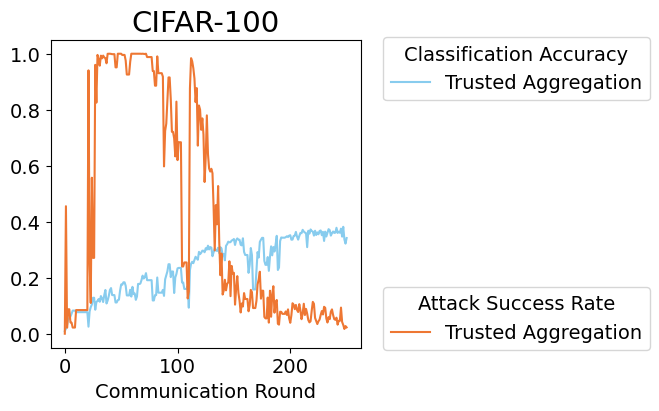 CIFAR-100
1.0
0.8
0.6
0.4
0.2
0.0
0
100
200
Communication Round
Classification Accuracy
Trusted Aggregation
Attack Success Rate
Trusted Aggregation